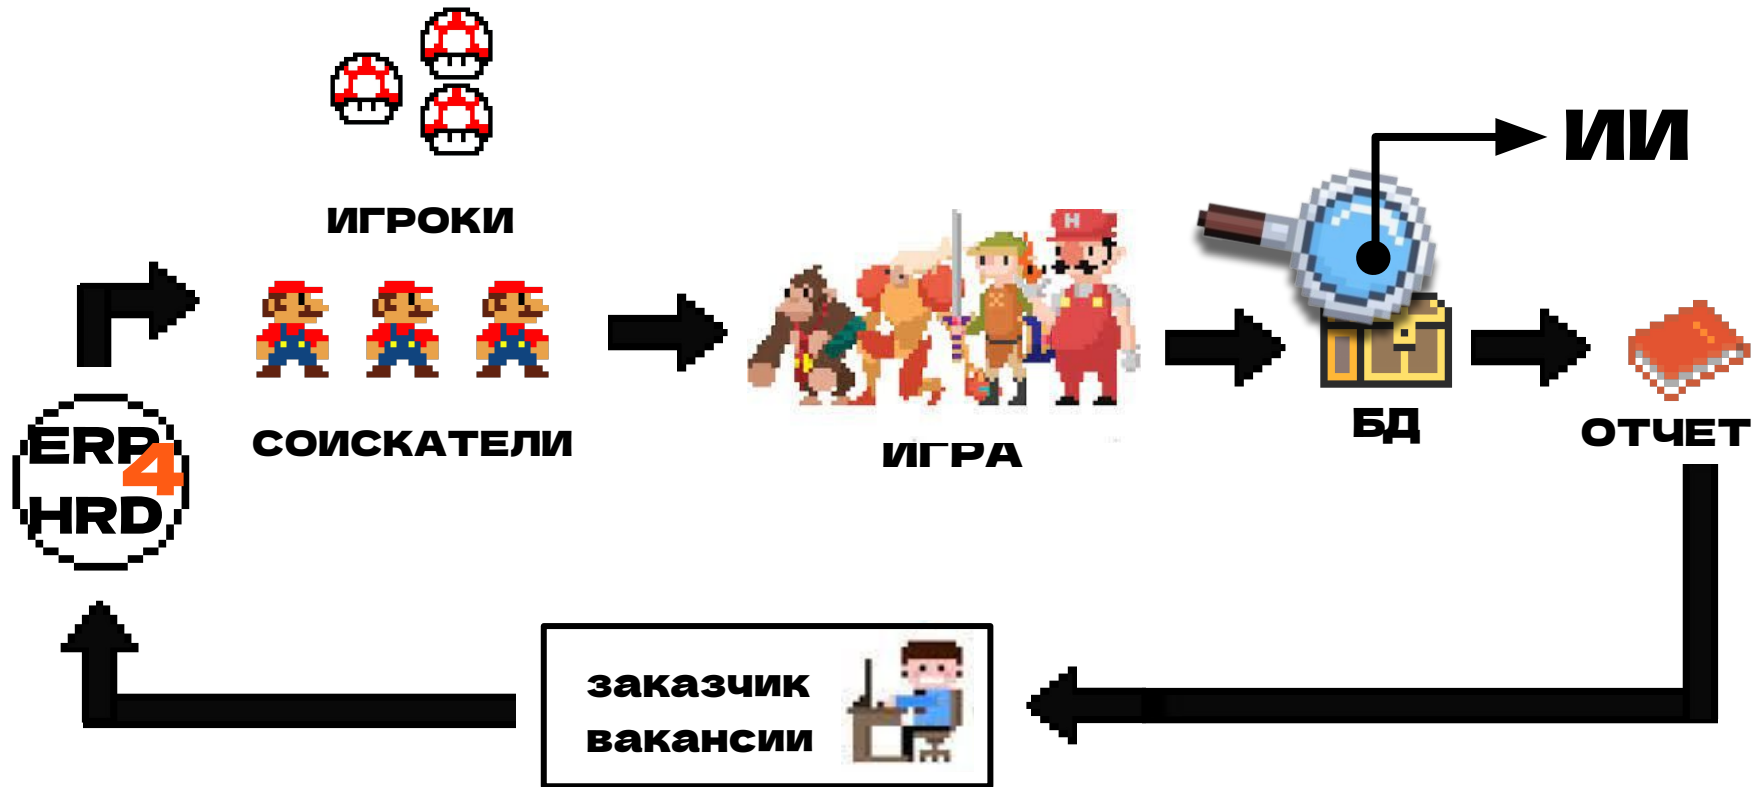 ИГРОКИ
ИИ
СОИСКАТЕЛИ
ИГРА
H
БД
ОТЧЕТ
ERP
4
HRD
заказчик
вакансии